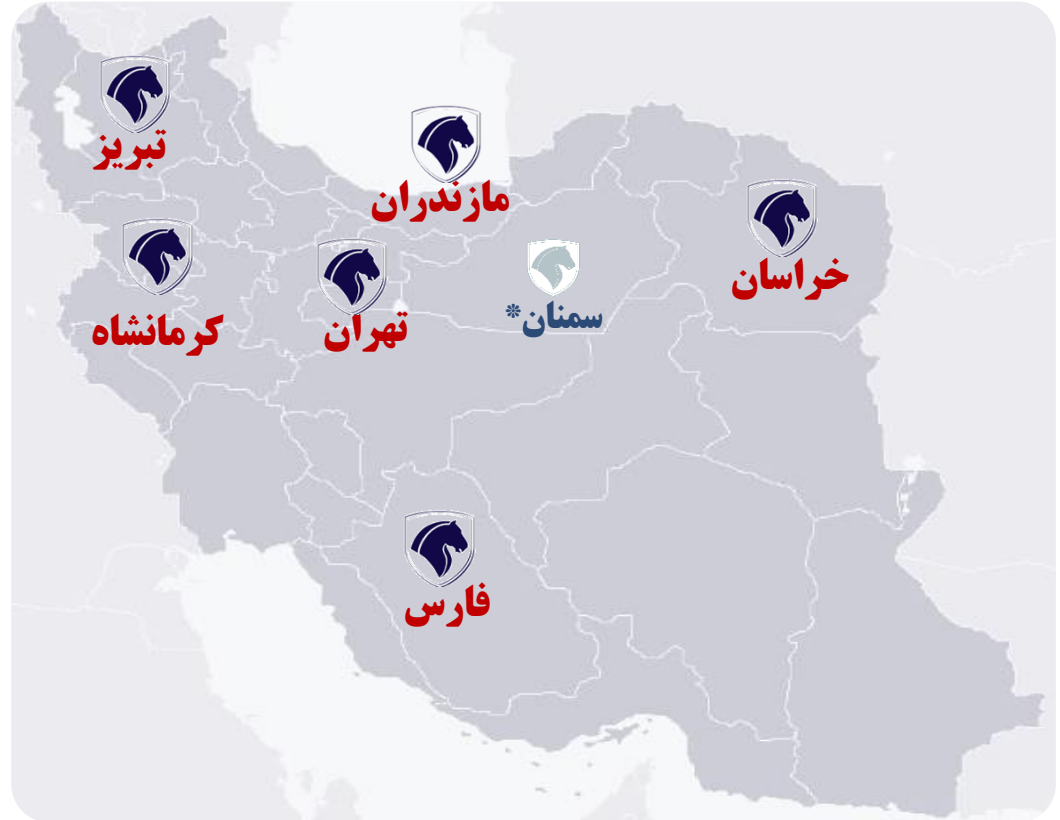 تبریز
مازندران
خراسان
کرمانشاه
تهران
سمنان*
فارس